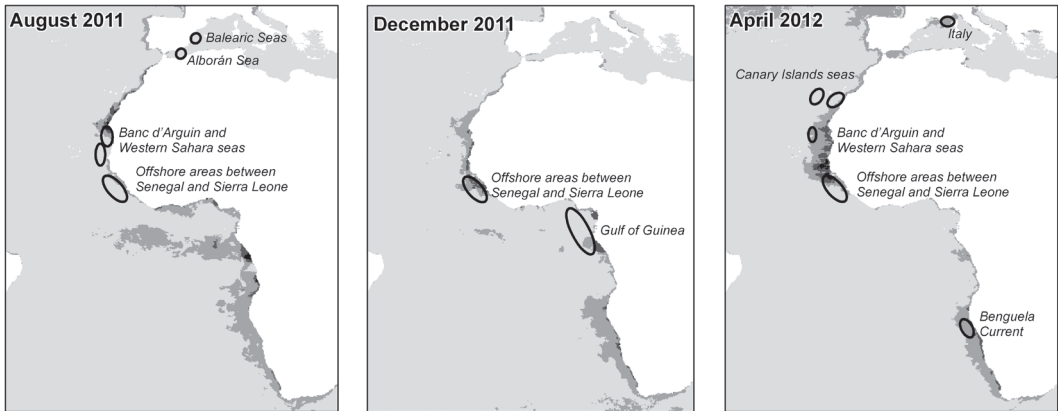 August 2011
Balearic Seas
Alborán Sea
Banc d'Arguin and
Western Sahara seas
Offshore areas between
Senegal and Sierra Leone
December 2011
Offshore areas between
Senegal and Sierra Leone
Gulf of Guinea
April 2012
Italy
Canary Islands seas
Banc d'Arguin and
Western Sahara seas
Offshore areas between
Senegal and Sierra Leone
Benguela
Current